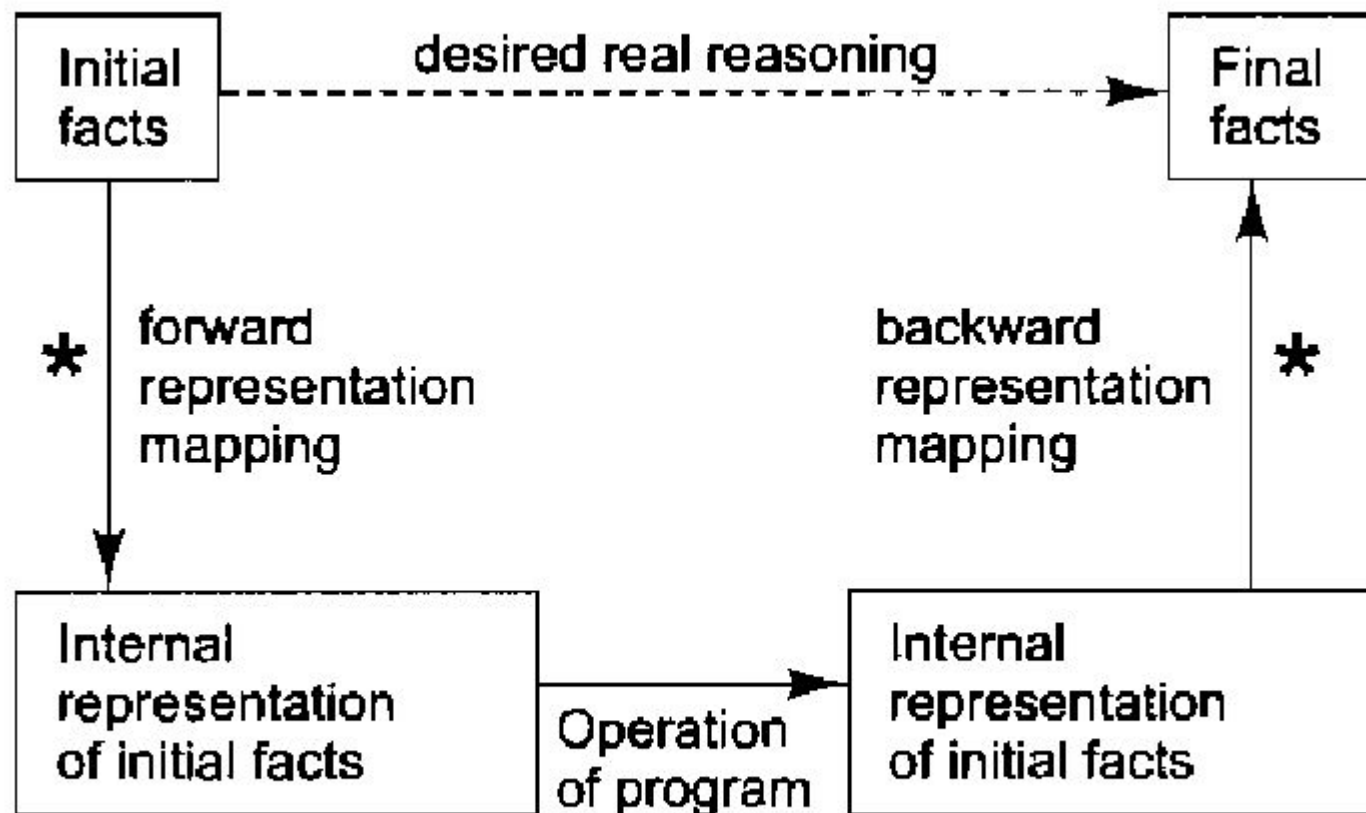 Initial
facts
desired real reasoning
Final
facts
*
forward
representation
mapping
backward
representation
mapping
*
Internal
representation
of initial facts
Operation
of program
Internal
representation
of initial facts